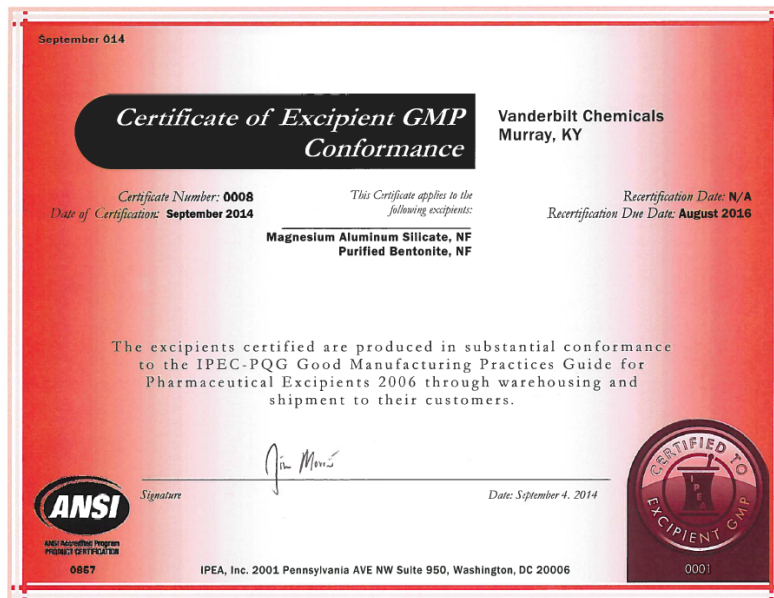 September 014
Certificate of Excipient GMP
Conformance
Vanderbilt Chemicals
Murray, KY
Certificate Number: 0008
Date of Certification: September 2014
This Certificate applies to the
following excipients:
Recertification Date: N/A
Recertification Due Date: August 2016
Magnesium Aluminum Silicate, NF
Purified Bentonite, NF
The excipients certified are produced in substantial conformance
to the IPEC-PQG Good Manufacturing Practices Guide for
Pharmaceutical Excipients 2006 through warehousing and
shipment to their customers.
Signature
Date: September 4. 2014
ANSI
ANSI Accredited Program
PRODUCT CERTIFICATION
0857
IPEA, Inc. 2001 Pennsylvania AVE NW Suite 950, Washington, DC 20006
CERTIFIED TO
IPEA
EXCIPIENT GMP
0001